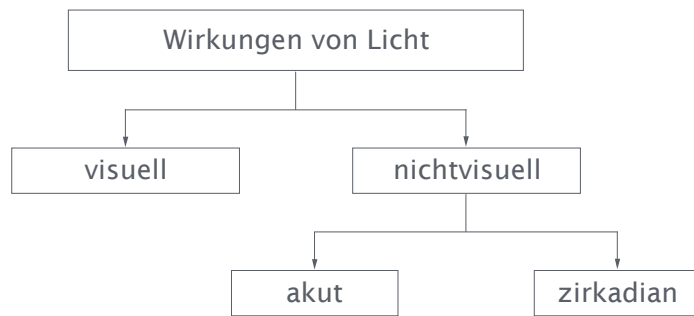 Wirkungen von Licht
visuell
nichtvisuell
akut
zirkadian